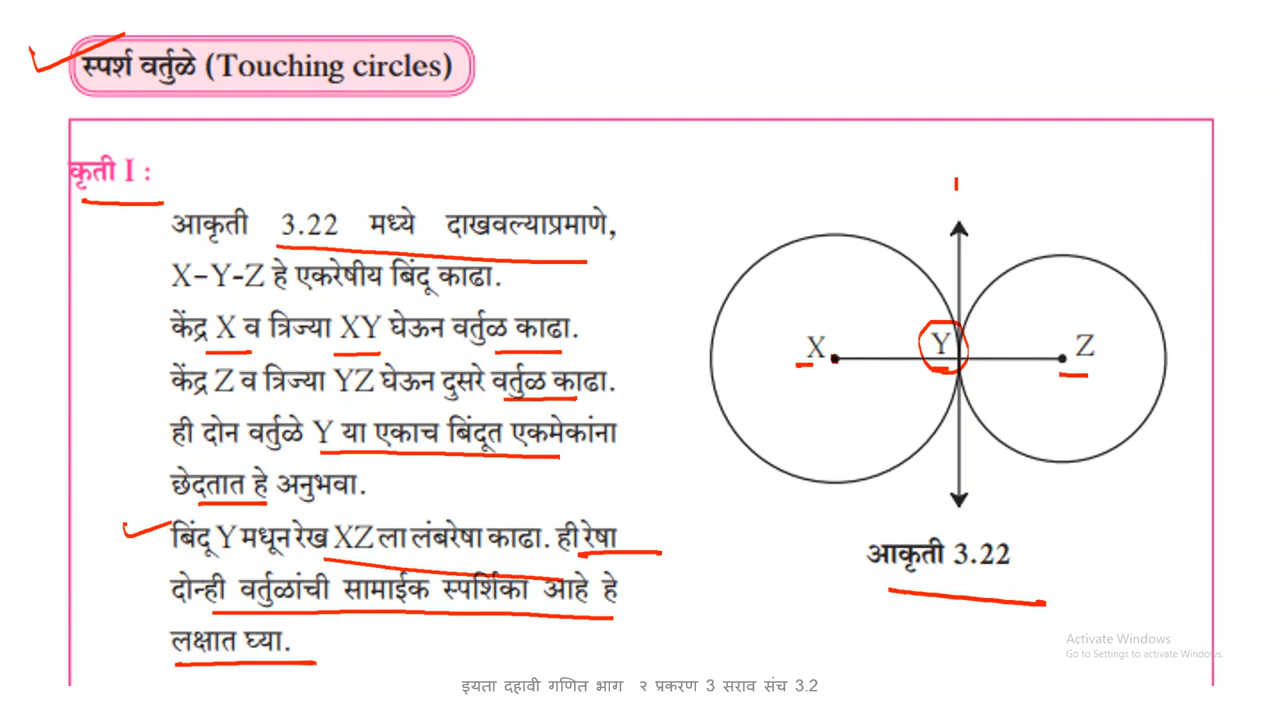 स्पर्श वर्तुळे (Touching circles)
कृती I :
आकृती 3.22 मध्ये दाखवल्याप्रमाणे,
X-Y-Z हे एकरेषीय बिंदू काढा.
केंद्र X व त्रिज्या XY घेऊन वर्तुळ काढा.
केंद्र Z व त्रिज्या YZ घेऊन दुसरे वर्तुळ काढा.
ही दोन वर्तुळे Y या एकाच बिंदूत एकमेकांना
छेदतात हे अनुभवा.
बिंदू Y मधून रेख XZ ला लंबरेषा काढा. ही रेषा
दोन्ही वर्तुळांची सामाईक स्पर्शिका आहे हे
लक्षात घ्या.
X Y Z
आकृती 3.22
Activate Windows
Go to Settings to activate Windows.
इयता दहावी गणित भाग २ प्रकरण 3 सराव संच 3.2